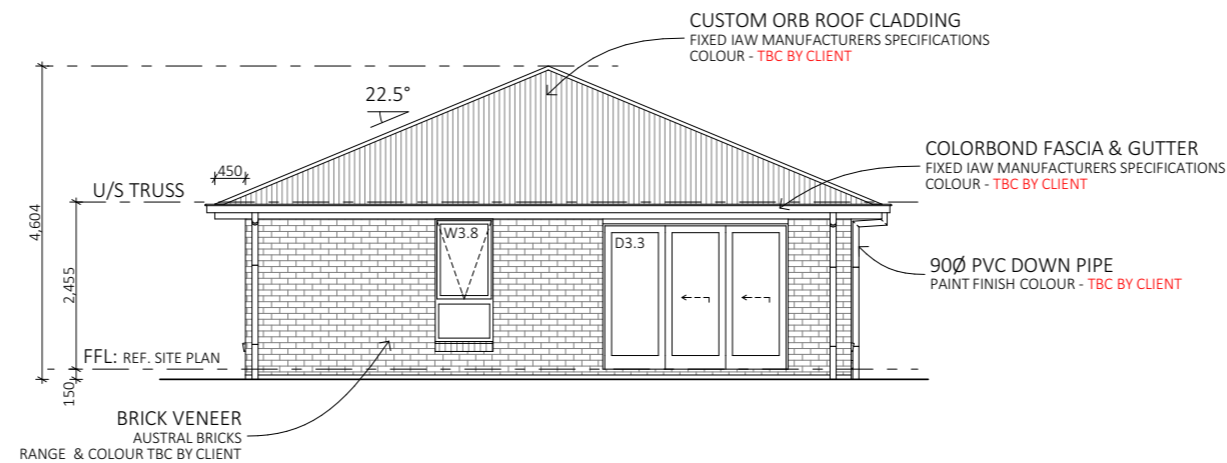 CUSTOM ORB ROOF CLADDING
FIXED IAW MANUFACTURERS SPECIFICATIONS
COLOUR - TBC BY CLIENT
22.5°
COLORBOND FASCIA & GUTTER
FIXED IAW MANUFACTURERS SPECIFICATIONS
COLOUR - TBC BY CLIENT
450
U/S TRUSS
4,604
W3.8
D3.3
90Ø PVC DOWN PIPE
PAINT FINISH COLOUR - TBC BY CLIENT
2,455
FFL: REF. SITE PLAN
150
BRICK VENEER
AUSTRAL BRICKS
RANGE & COLOUR TBC BY CLIENT